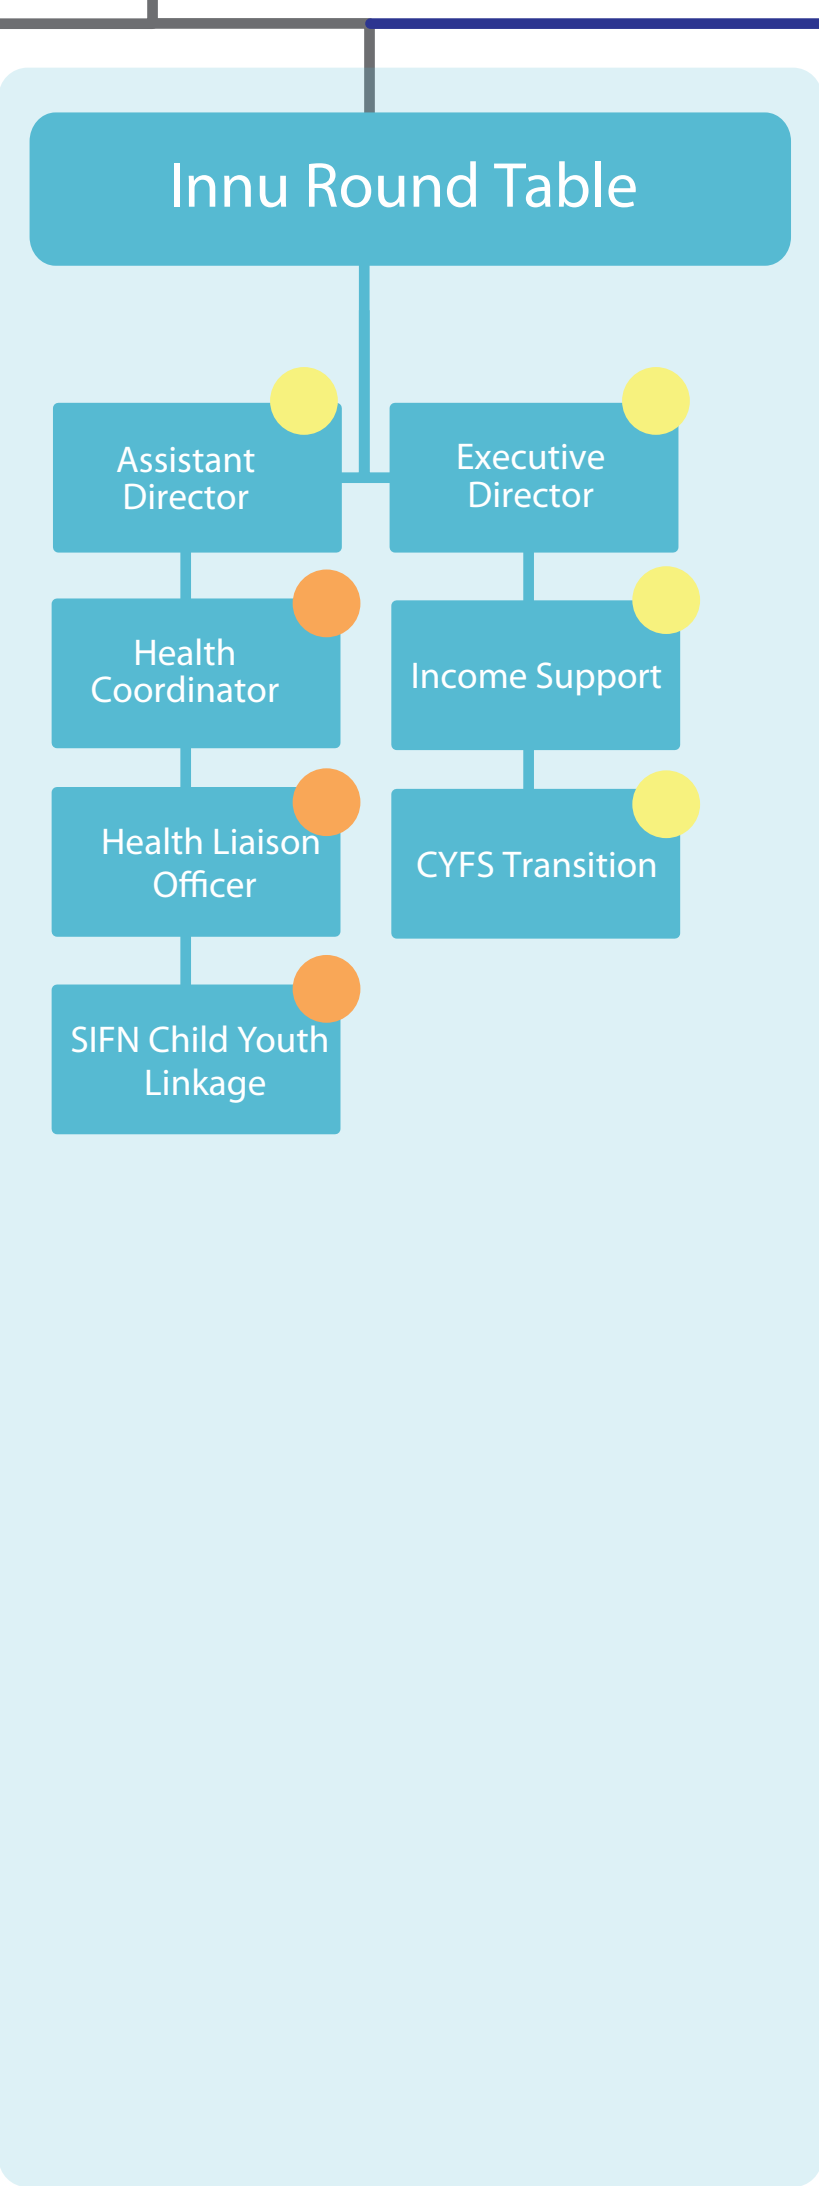 Innu Round Table
Assistant
Director
Executive
Director
Health
Coordinator
Income Support
Health Liaison
Officer
CYFS Transition
SIFN Child Youth
Linkage